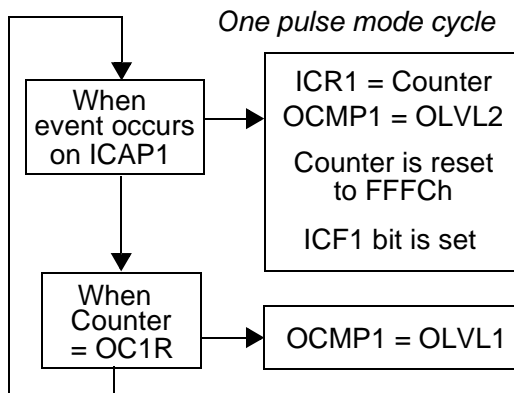 One pulse mode cycle
When
event occurs
on ICAP1
ICR1 = Counter
OCMP1 = OLVL2
Counter is reset
to FFFCh
ICF1 bit is set
When
Counter
= OC1R
OCMP1 = OLVL1